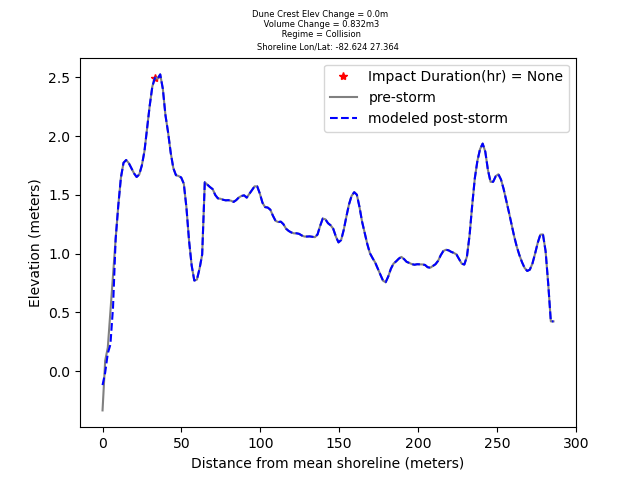 Dune Crest Elev Change = 0.0m
Volume Change = 0.832m3
Regime = Collision
Shoreline Lon/Lat: -82.624 27.364
Impact Duration(hr) = None
pre-storm
modeled post-storm
Elevation (meters)
2.5
2.0
1.5
1.0
0.5
0.0
0 50 100 150 200 250 300
Distance from mean shoreline (meters)